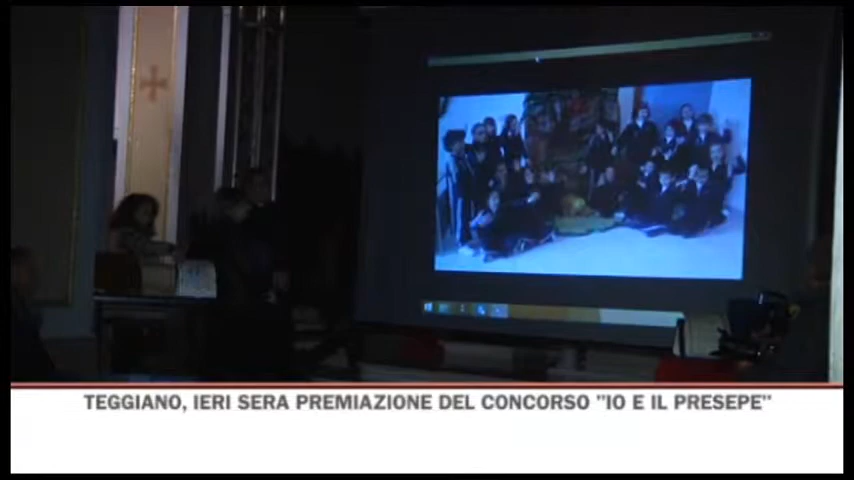 TEGGIANO, IERI SERA PREMIAZIONE DEL CONCORSO "IO E IL PRESEPE"